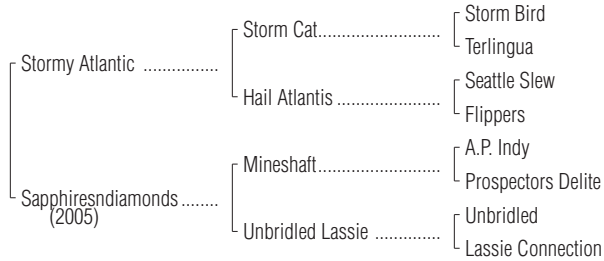 Storm Bird
Storm Cat..........................
Terlingua
Stormy Atlantic ................
Seattle Slew
Hail Atlantis ......................
Flippers
A.P. Indy
Mineshaft..........................
Prospectors Delite
Sapphiresndiamonds ........
(2005)
Unbridled
Unbridled Lassie ..............
Lassie Connection